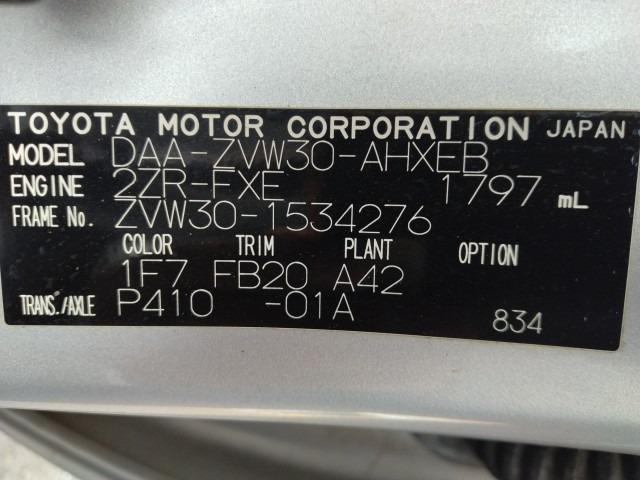 TOYOTA MOTOR CORPORATION JAPAN
MODEL DAA-ZVW30-AHXEB
ENGINE 2ZR-FXE 1797 mL
FRAME No. ZVW30-1534276
COLOR TRIM PLANT OPTION
1F7 FB20 A42
TRANS./AXLE P410 -01A
834